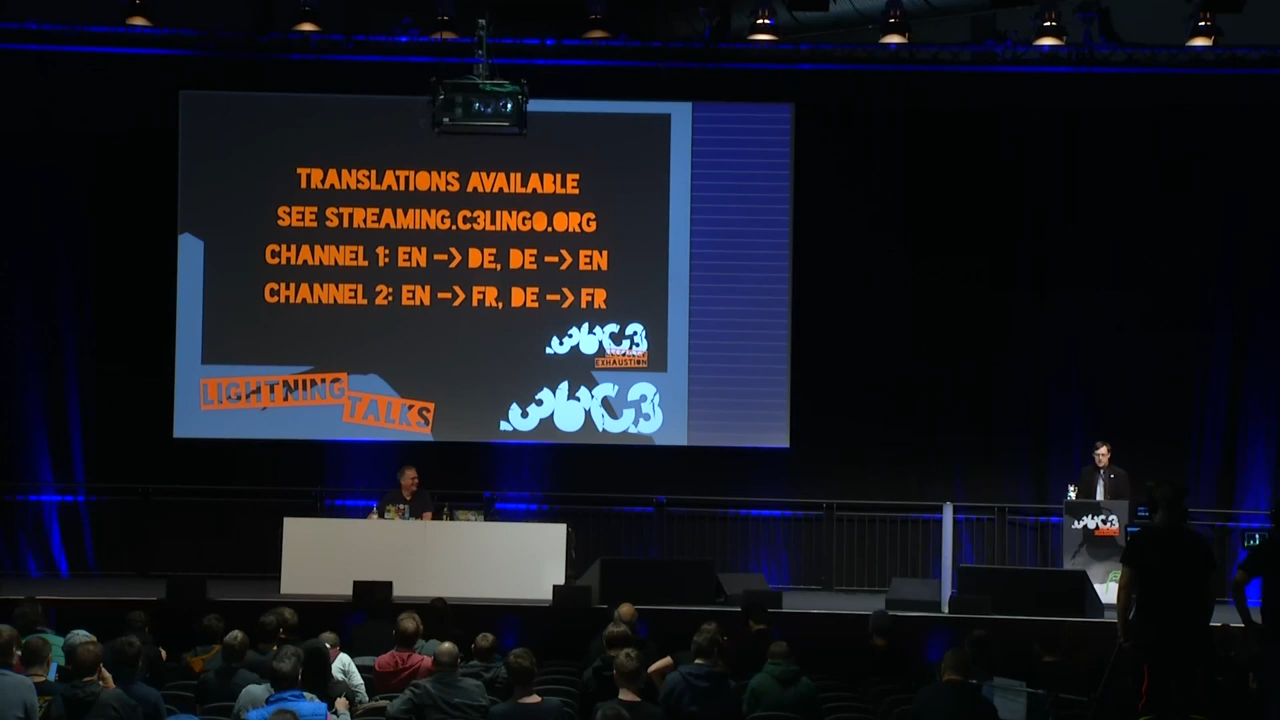 TRANSLATIONS AVAILABLE
SEE STREAMING.C3LINGO.ORG
CHANNEL 1: EN -> DE, DE -> EN
CHANNEL 2: EN -> FR, DE -> FR
36C3
EXHAUSTION
LIGHTNING
TALKS
36C3
36C3